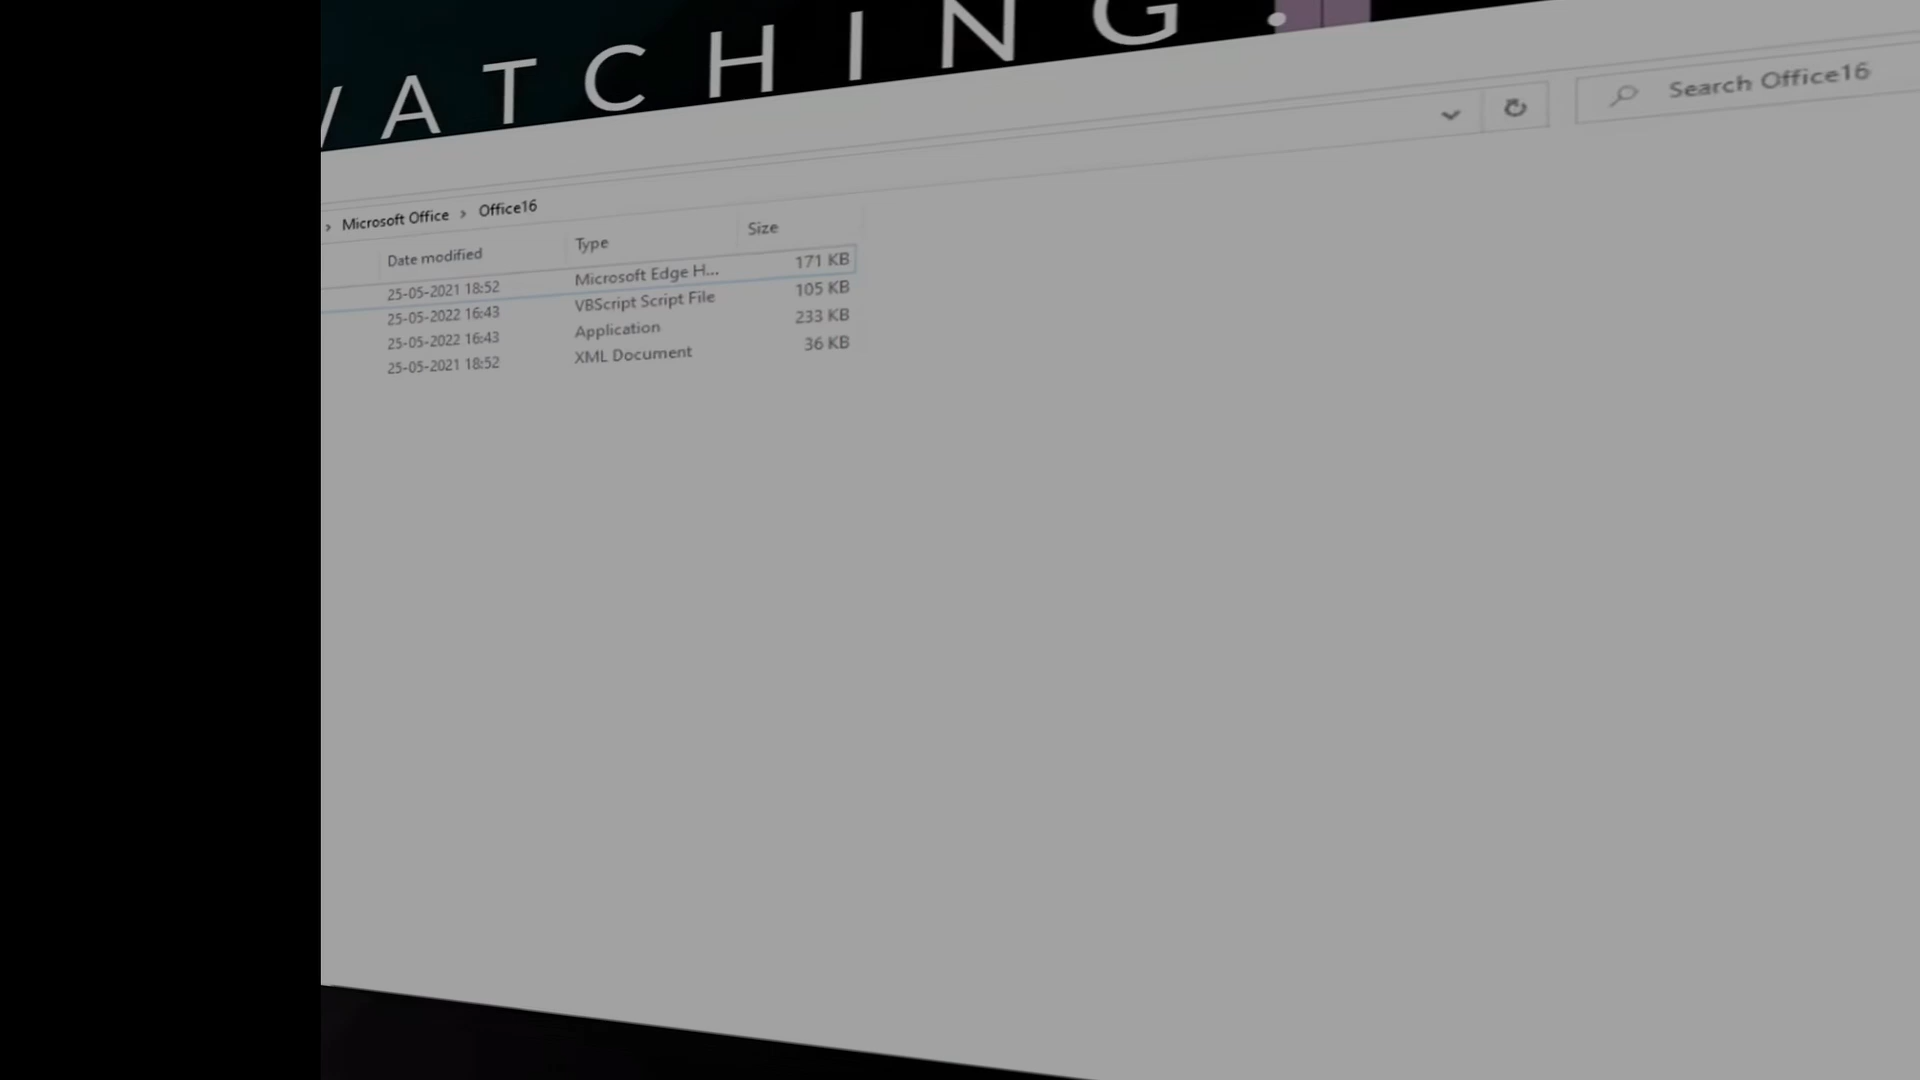 WATCHING.
Search Office16
› Microsoft Office › Office16
Date modified Type Size
25-05-2021 18:52 Microsoft Edge H... 171 KB
25-05-2022 16:43 VBScript Script File 105 KB
25-05-2022 16:43 Application 233 KB
25-05-2021 18:52 XML Document 36 KB